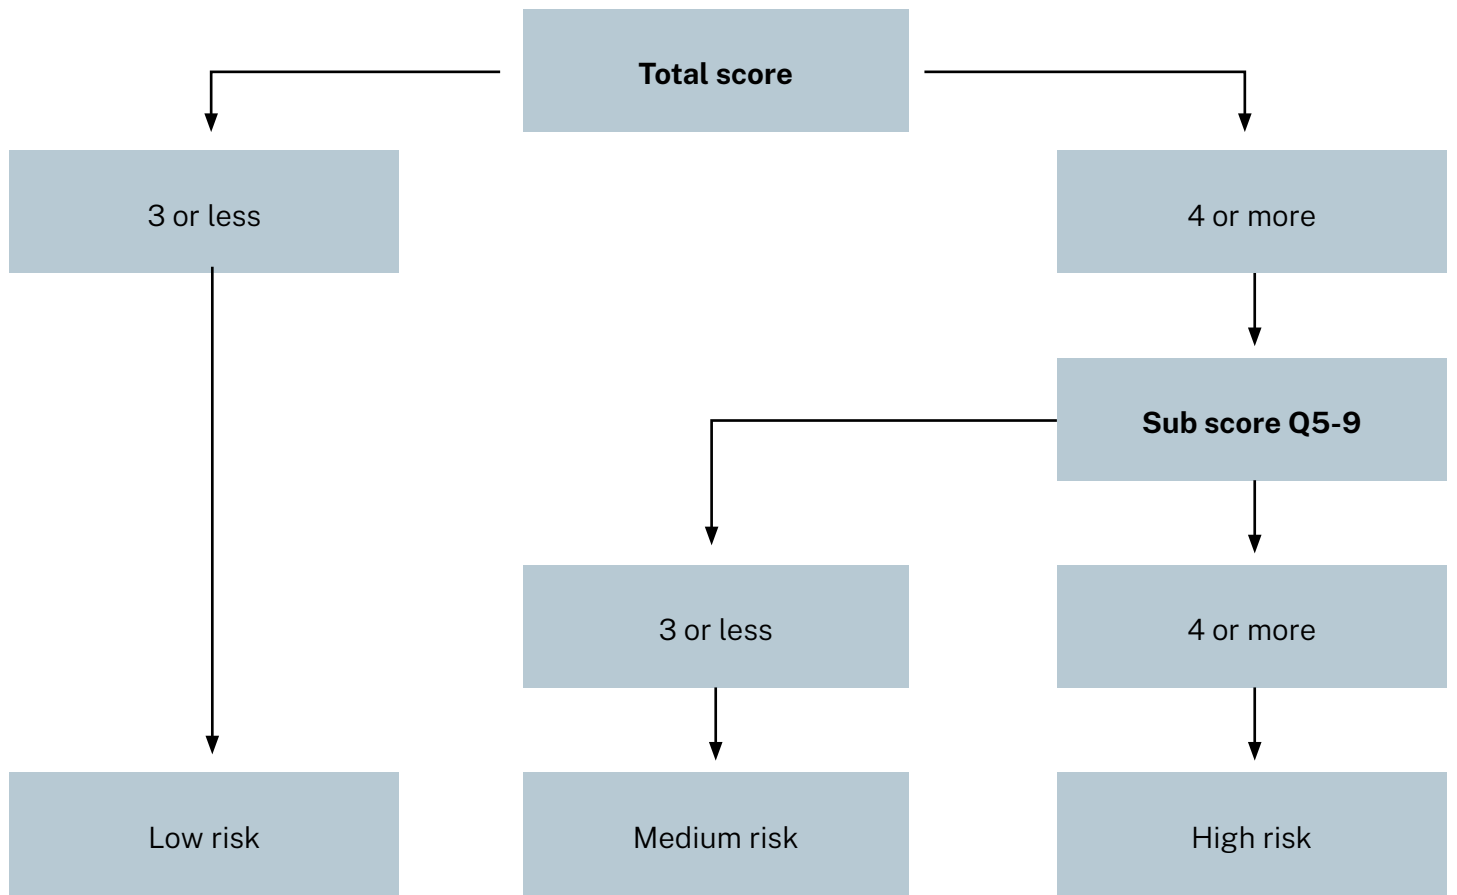 Total score
3 or less
4 or more
Sub score Q5-9
3 or less
4 or more
Low risk
Medium risk
High risk